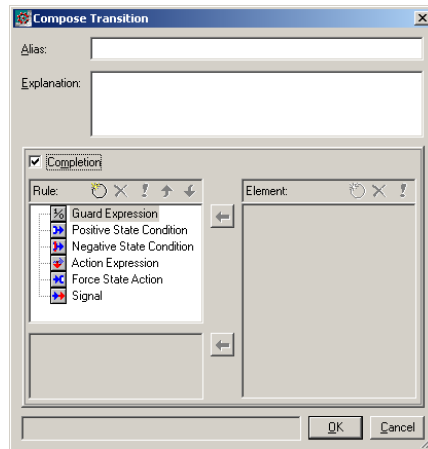 Compose Transition
Alias:
Explanation:
Completion
Rule:
Element:
Guard Expression
Positive State Condition
Negative State Condition
Action Expression
Force State Action
Signal
OK
Cancel